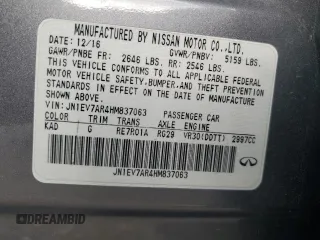 MANUFACTURED BY NISSAN MOTOR CO.,LTD.
DATE: 12/16 GVWR/PNBV: 5159 LBS.
GAWR/PNBE FR: 2646 LBS. RR: 2546 LBS.
THIS VEHICLE CONFORMS TO ALL APPLICABLE FEDERAL
MOTOR VEHICLE SAFETY,BUMPER,AND THEFT PREVENTION
STANDARDS IN EFFECT ON THE DATE OF MANUFACTURE
SHOWN ABOVE.
VIN: JN1EV7AR4HM837063 PASSENGER CAR
COLOR TRIM TRANS AXLE ENGINE
KAD G RE7R01A RG29 VR30(DDTT) 2997CC
JN1EV7AR4HM837063
INFINITI
© DREAMBID